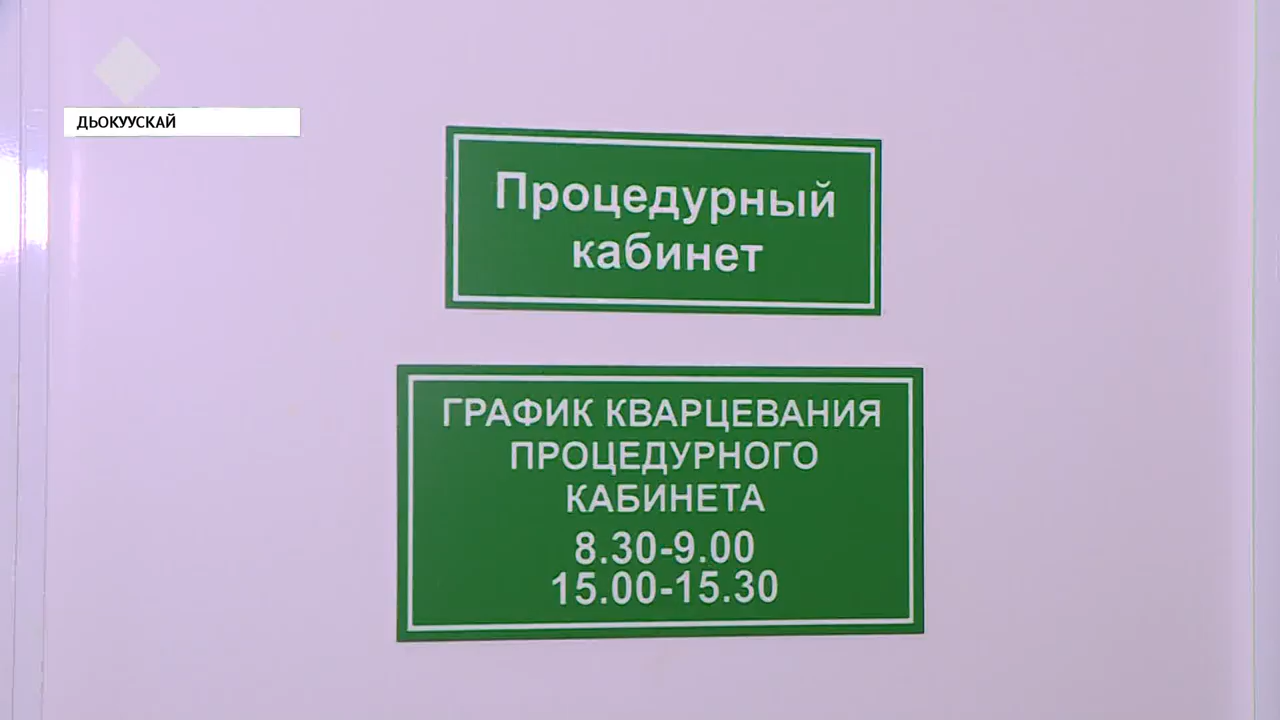 ДЬОКУУСКАЙ
Процедурный
кабинет
ГРАФИК КВАРЦЕВАНИЯ
ПРОЦЕДУРНОГО
КАБИНЕТА
8.30-9.00
15.00-15.30